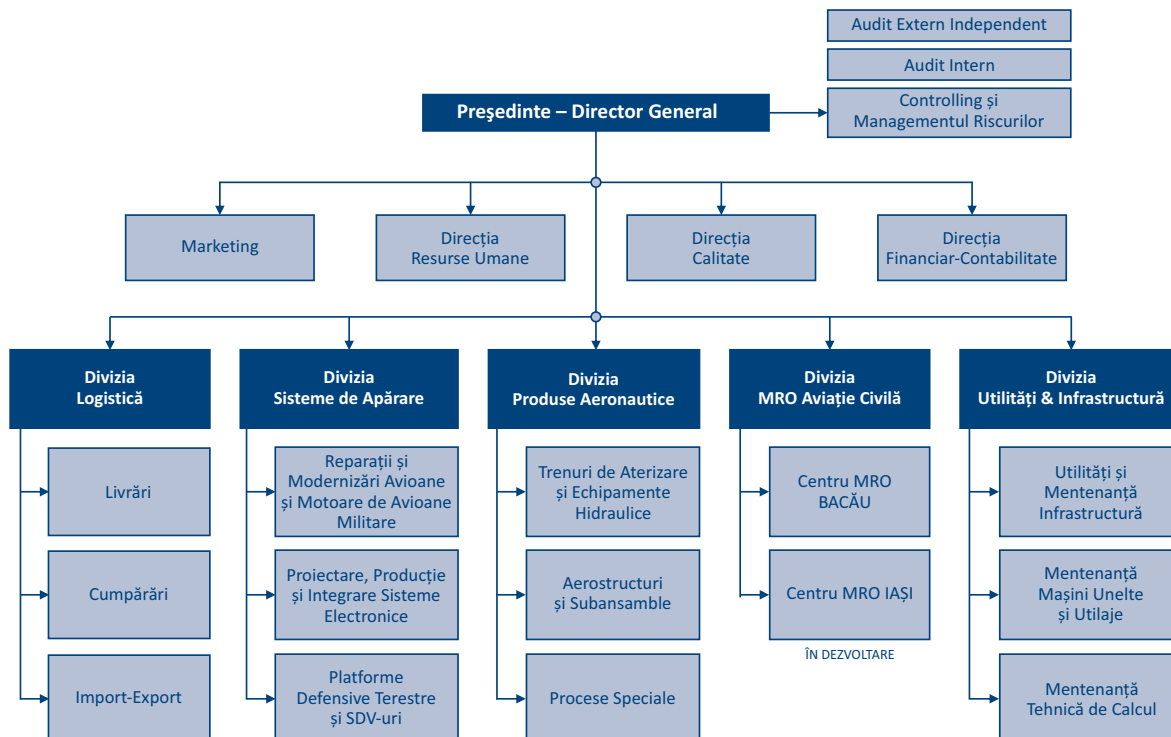 Audit Extern Independent
Audit Intern
Controlling și
Managementul Riscurilor
Preşedinte – Director General
Marketing
Direcția
Resurse Umane
Direcția
Calitate
Direcția
Financiar-Contabilitate
Divizia
Logistică
Divizia
Sisteme de Apărare
Divizia
Produse Aeronautice
Divizia
MRO Aviație Civilă
Divizia
Utilități & Infrastructură
Livrări
Cumpărări
Import-Export
Reparații și
Modernizări Avioane
și Motoare de Avioane
Militare
Proiectare, Producție
și Integrare Sisteme
Electronice
Platforme
Defensive Terestre
și SDV-uri
Trenuri de Aterizare
și Echipamente
Hidraulice
Aerostructuri
și Subansamble
Procese Speciale
Centru MRO
BACĂU
Centru MRO IAȘI
ÎN DEZVOLTARE
Utilități și
Mentenanță
Infrastructură
Mentenanță
Mașini Unelte
și Utilaje
Mentenanță
Tehnică de Calcul